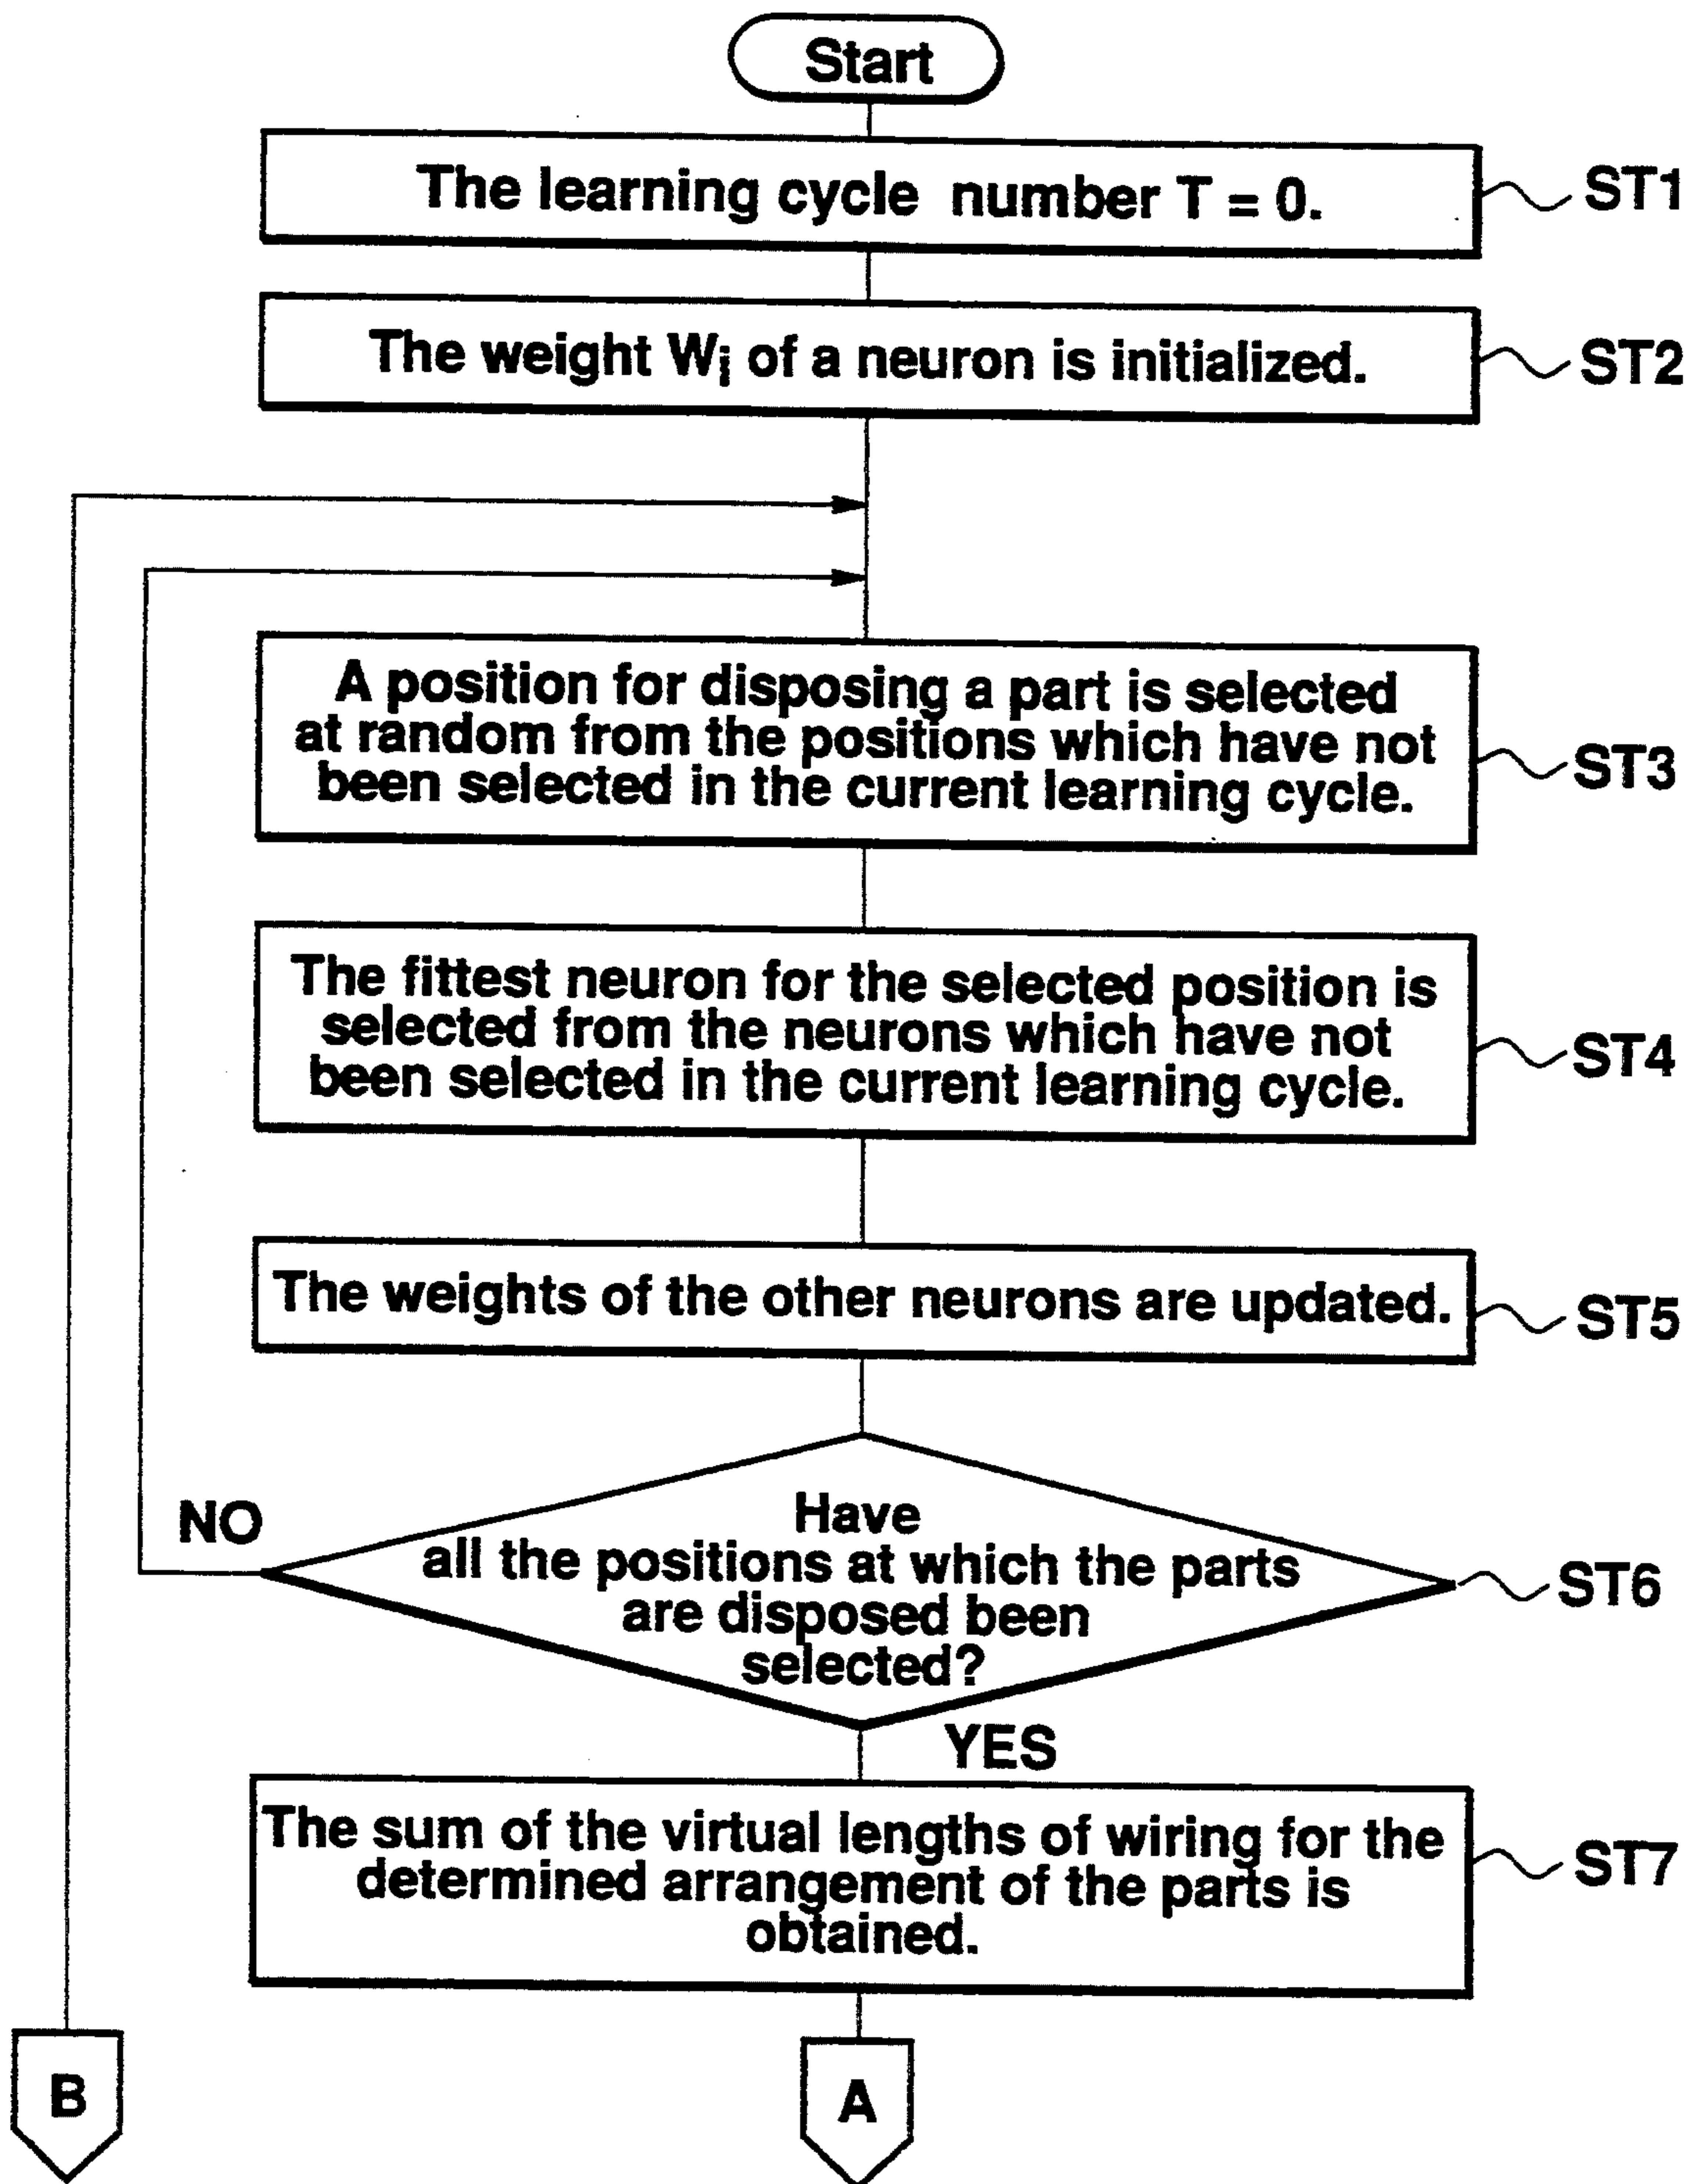 Start
The learning cycle number T = 0.
ST1
The weight Wi of a neuron is initialized.
ST2
A position for disposing a part is selected
at random from the positions which have not
been selected in the current learning cycle.
ST3
The fittest neuron for the selected position is
selected from the neurons which have not
been selected in the current learning cycle.
ST4
The weights of the other neurons are updated.
ST5
NO
Have
all the positions at which the parts
are disposed been
selected?
ST6
YES
The sum of the virtual lengths of wiring for the
determined arrangement of the parts is
obtained.
ST7
B
A